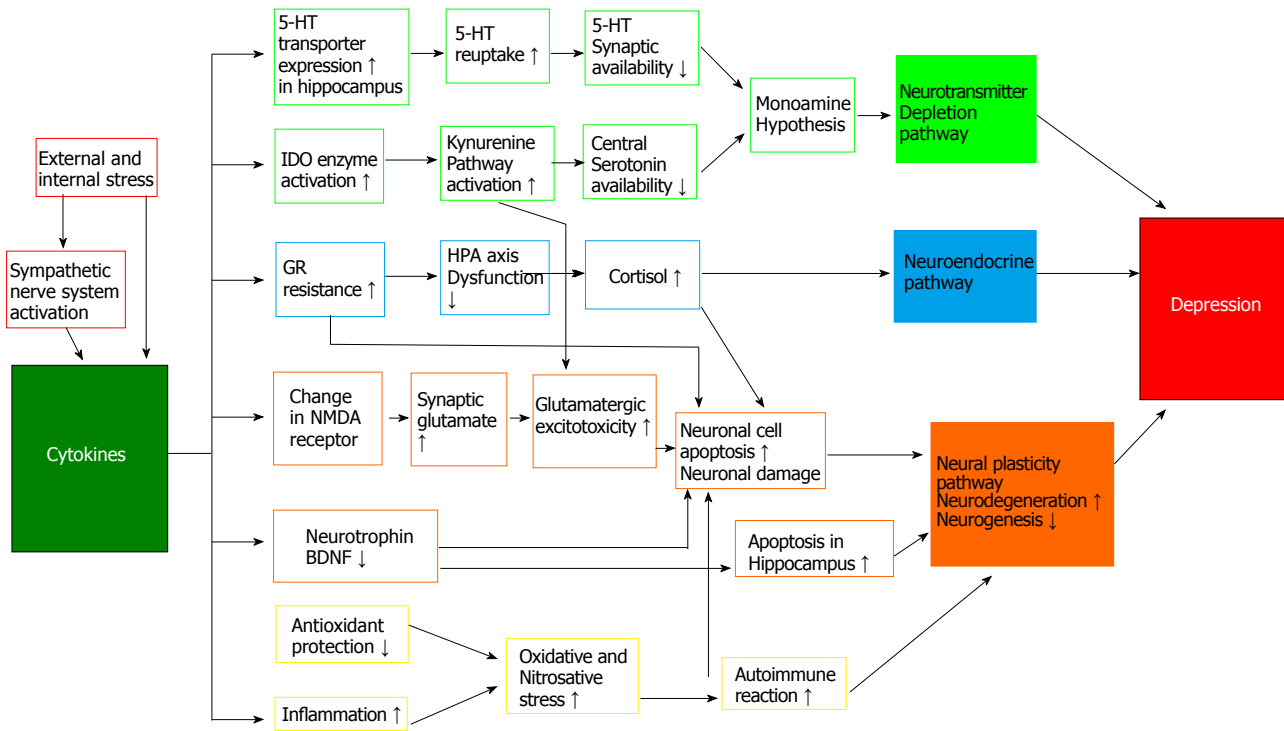 5-HT
transporter
expression ↑
in hippocampus
5-HT
reuptake ↑
5-HT
Synaptic
availability ↓
Monoamine
Hypothesis
Neurotransmitter
Depletion
pathway
External and
internal stress
IDO enzyme
activation ↑
Kynurenine
Pathway
activation ↑
Central
Serotonin
availability ↓
Sympathetic
nerve system
activation
GR
resistance ↑
HPA axis
Dysfunction
↓
Cortisol ↑
Neuroendocrine
pathway
Depression
Cytokines
Change
in NMDA
receptor
Synaptic
glutamate
↑
Glutamatergic
excitotoxicity ↑
Neuronal cell
apoptosis ↑
Neuronal damage
Neural plasticity
pathway
Neurodegeneration ↑
Neurogenesis ↓
Neurotrophin
BDNF ↓
Apoptosis in
Hippocampus ↑
Antioxidant
protection ↓
Oxidative and
Nitrosative
stress ↑
Autoimmune
reaction ↑
Inflammation ↑